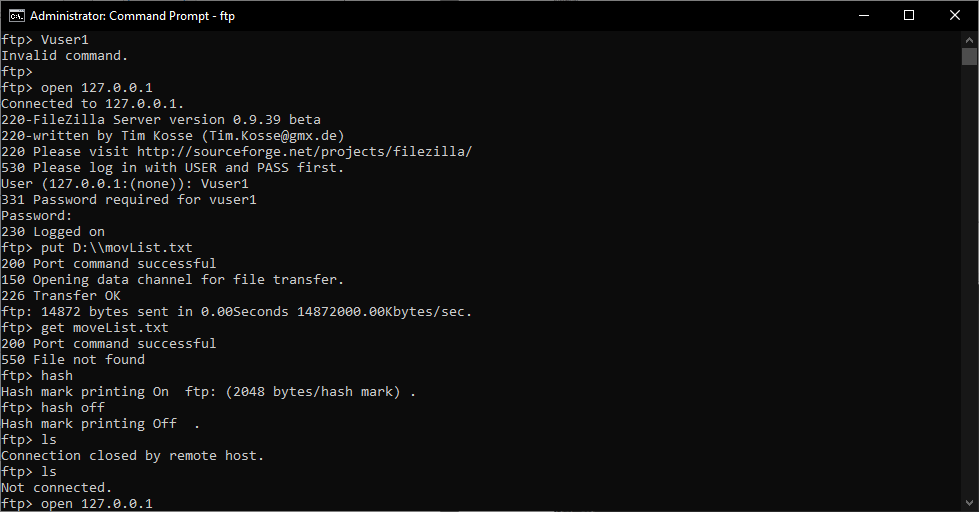 Administrator: Command Prompt - ftp
ftp> Vuser1
Invalid command.
ftp>
ftp> open 127.0.0.1
Connected to 127.0.0.1.
220-FileZilla Server version 0.9.39 beta
220-written by Tim Kosse (Tim.Kosse@gmx.de)
220 Please visit http://sourceforge.net/projects/filezilla/
530 Please log in with USER and PASS first.
User (127.0.0.1:(none)): Vuser1
331 Password required for vuser1
Password:
230 Logged on
ftp> put D:\\movList.txt
200 Port command successful
150 Opening data channel for file transfer.
226 Transfer OK
ftp: 14872 bytes sent in 0.00Seconds 14872000.00Kbytes/sec.
ftp> get moveList.txt
200 Port command successful
550 File not found
ftp> hash
Hash mark printing On  ftp: (2048 bytes/hash mark) .
ftp> hash off
Hash mark printing Off  .
ftp> ls
Connection closed by remote host.
ftp> ls
Not connected.
ftp> open 127.0.0.1